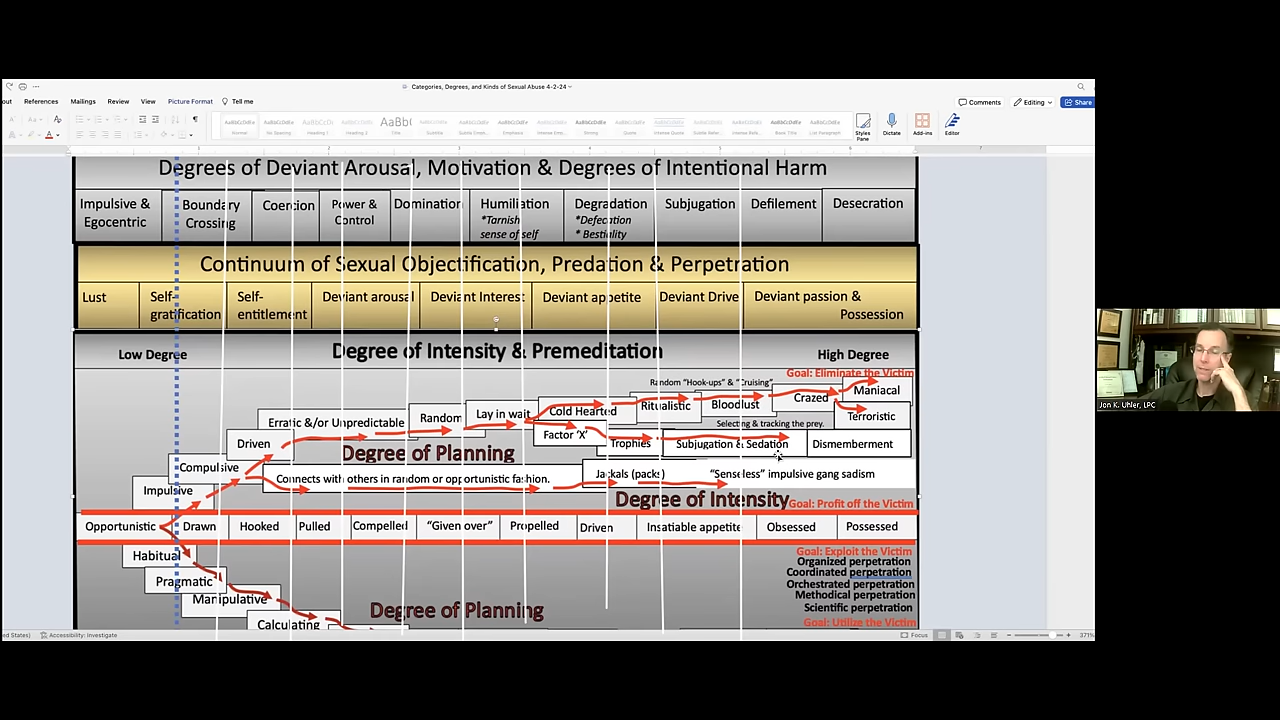 Categories, Degrees, and Kinds of Sexual Abuse 4-2-24
out References Mailings Review View Picture Format Tell me
Comments Editing Share
Styles Pane
Dictate
Add-ins
Editor
Degrees of Deviant Arousal, Motivation & Degrees of Intentional Harm
Impulsive & Egocentric
Boundary Crossing
Coercion
Power & Control
Domination
Humiliation
*Tarnish sense of self
Degradation
*Defecation
* Bestiality
Subjugation
Defilement
Desecration
Continuum of Sexual Objectification, Predation & Perpetration
Lust
Self-gratification
Self-entitlement
Deviant arousal
Deviant Interest
Deviant appetite
Deviant Drive
Deviant passion & Possession
Low Degree
Degree of Intensity & Premeditation
High Degree
Goal: Eliminate the Victim
Random "Hook-ups" & "Cruising"
Maniacal
Crazed
Bloodlust
Ritualistic
Cold Hearted
Lay in wait
Random
Erratic &/or Unpredictable
Terroristic
Selecting & tracking the prey.
Factor 'X'
Trophies
Subjugation & Sedation
Dismemberment
Driven
Degree of Planning
Compulsive
Connects with others in random or opportunistic fashion.
Jackals (packs)
"Senseless" impulsive gang sadism
Impulsive
Degree of Intensity
Goal: Profit off the Victim
Opportunistic
Drawn
Hooked
Pulled
Compelled
"Given over"
Propelled
Driven
Insatiable appetite
Obsessed
Possessed
Habitual
Goal: Exploit the Victim
Organized perpetration
Coordinated perpetration
Orchestrated perpetration
Methodical perpetration
Scientific perpetration
Pragmatic
Manipulative
Degree of Planning
Calculating
Goal: Utilize the Victim
ed States) Accessibility: Investigate
Focus
371%
Jon K. Uhler, LPC